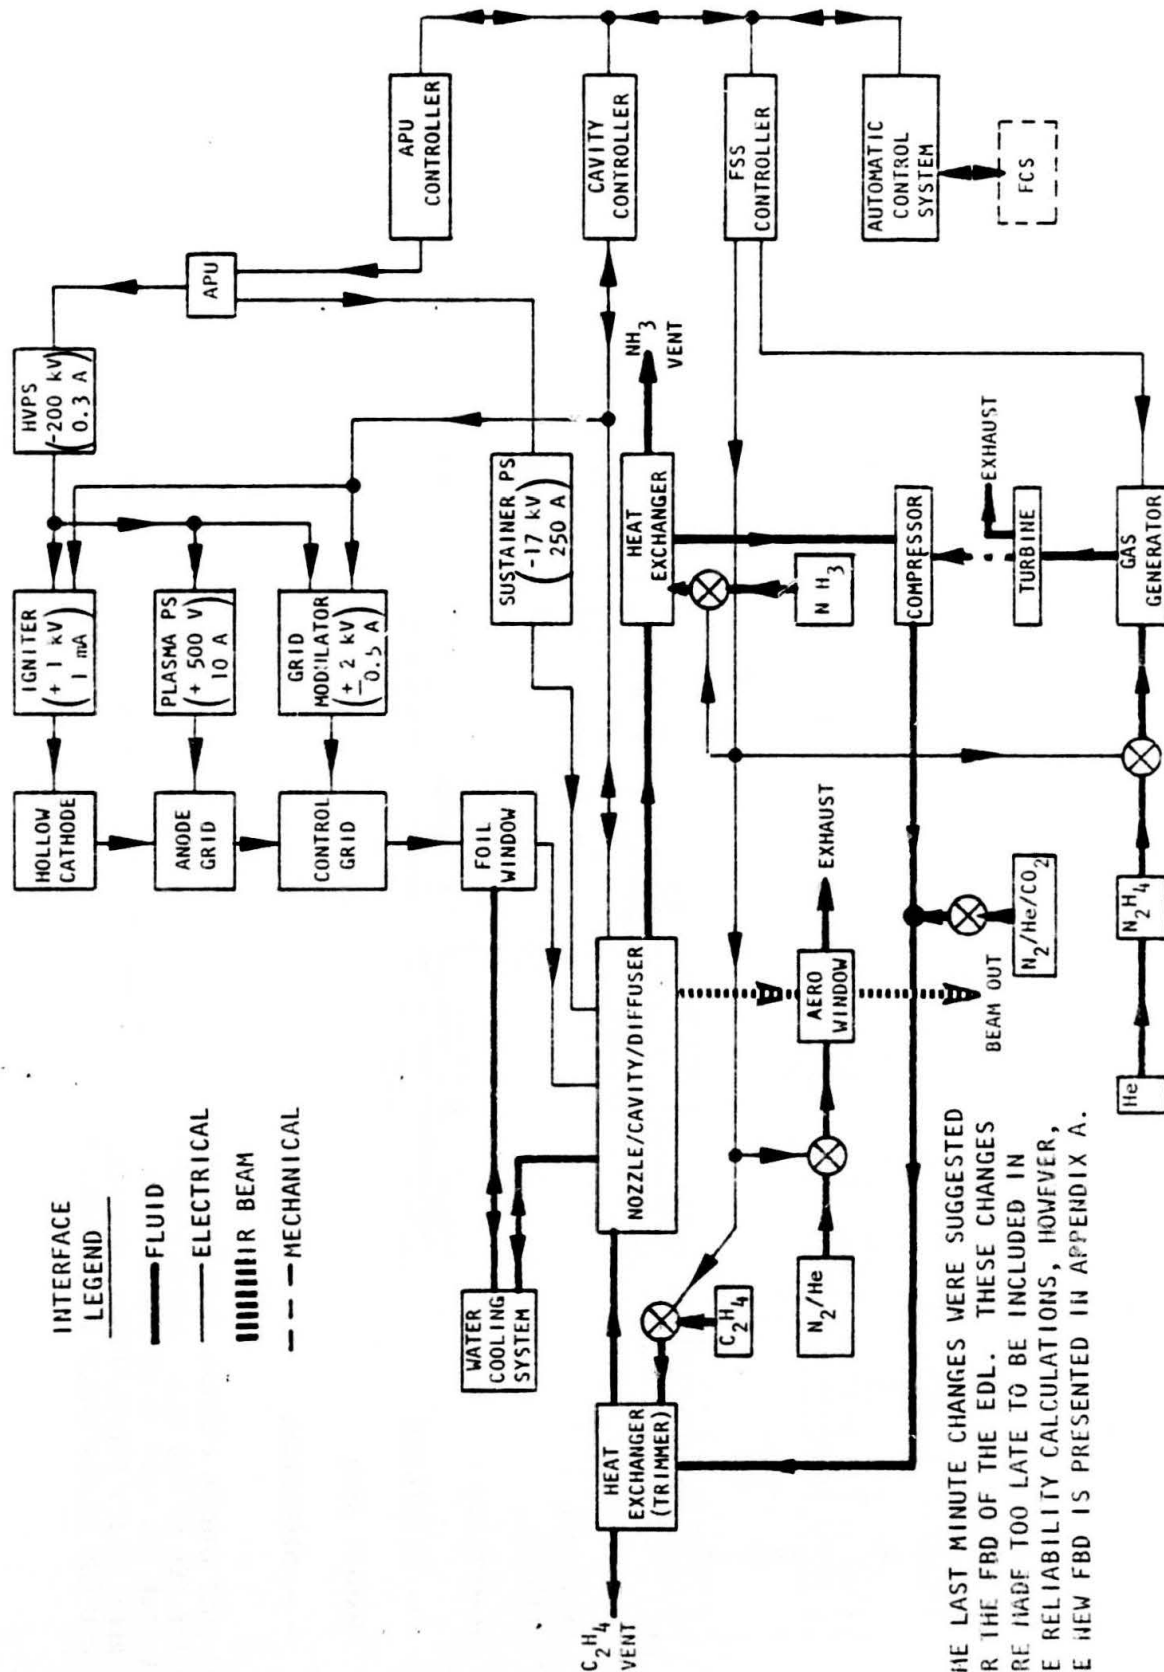 INTERFACE
LEGEND
FLUID
ELECTRICAL
IR BEAM
MECHANICAL
HOLLOW
CATHODE
IGNITER
+ 1 kV
1 mA
HVPS
-200 kV
0.3 A
APU
APU
CONTROLLER
ANODE
GRID
PLASMA PS
+ 500 V
10 A
CONTROL
GRID
GRID
MODULATOR
± 2 kV
0.5 A
FOIL
WINDOW
SUSTAINER PS
-17 kV
250 A
CAVITY
CONTROLLER
WATER
COOLING
SYSTEM
C2H4
VENT
HEAT
EXCHANGER
(TRIMMER)
NOZZLE/CAVITY/DIFFUSER
HEAT
EXCHANGER
NH3
VENT
FSS
CONTROLLER
C2H4
N2/He
AERO
WINDOW
EXHAUST
N H3
AUTOMATIC
CONTROL
SYSTEM
FCS
COMPRESSOR
TURBINE
EXHAUST
BEAM OUT
N2/He/CO2
He
N2H4
GAS
GENERATOR
LAST MINUTE CHANGES WERE SUGGESTED
THE FBD OF THE EDL. THESE CHANGES
MADE TOO LATE TO BE INCLUDED IN
RELIABILITY CALCULATIONS, HOWEVER,
NEW FBD IS PRESENTED IN APPENDIX A.